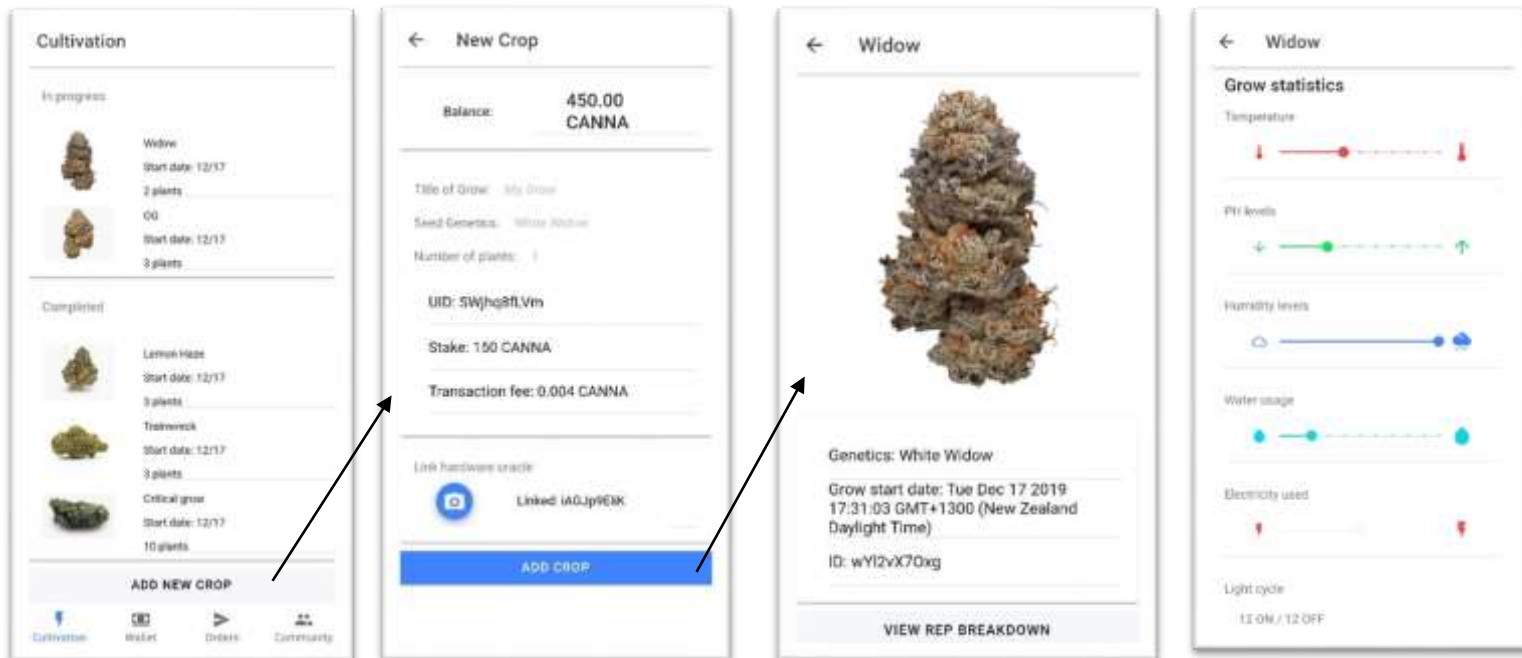 Cultivation
In progress
Widow
Start date: 12/17
2 plants
OG
Start date: 12/17
3 plants
Completed
Lemon Haze
Start date: 12/17
3 plants
Trainwreck
Start date: 12/17
3 plants
Critical grow
Start date: 12/17
10 plants
ADD NEW CROP
Cultivation
Wallet
Orders
Community
New Crop
Balance:
450.00
CANNA
Title of Grow: My Grow
Seed Genetics: White Widow
Number of plants: 1
UID: SWjhq8fLVm
Stake: 150 CANNA
Transaction fee: 0.004 CANNA
Link hardware oracle
Linked:
ADD CROP
Widow
Genetics: White Widow
Grow start date: Tue Dec 17 2019
17:31:03 GMT+1300 (New Zealand
Daylight Time)
ID: wYl2vX7Oxg
VIEW REP BREAKDOWN
Widow
Grow statistics
Temperature
PH levels
Humidity levels
Water usage
Electricity used
Light cycle
12 ON / 12 OFF